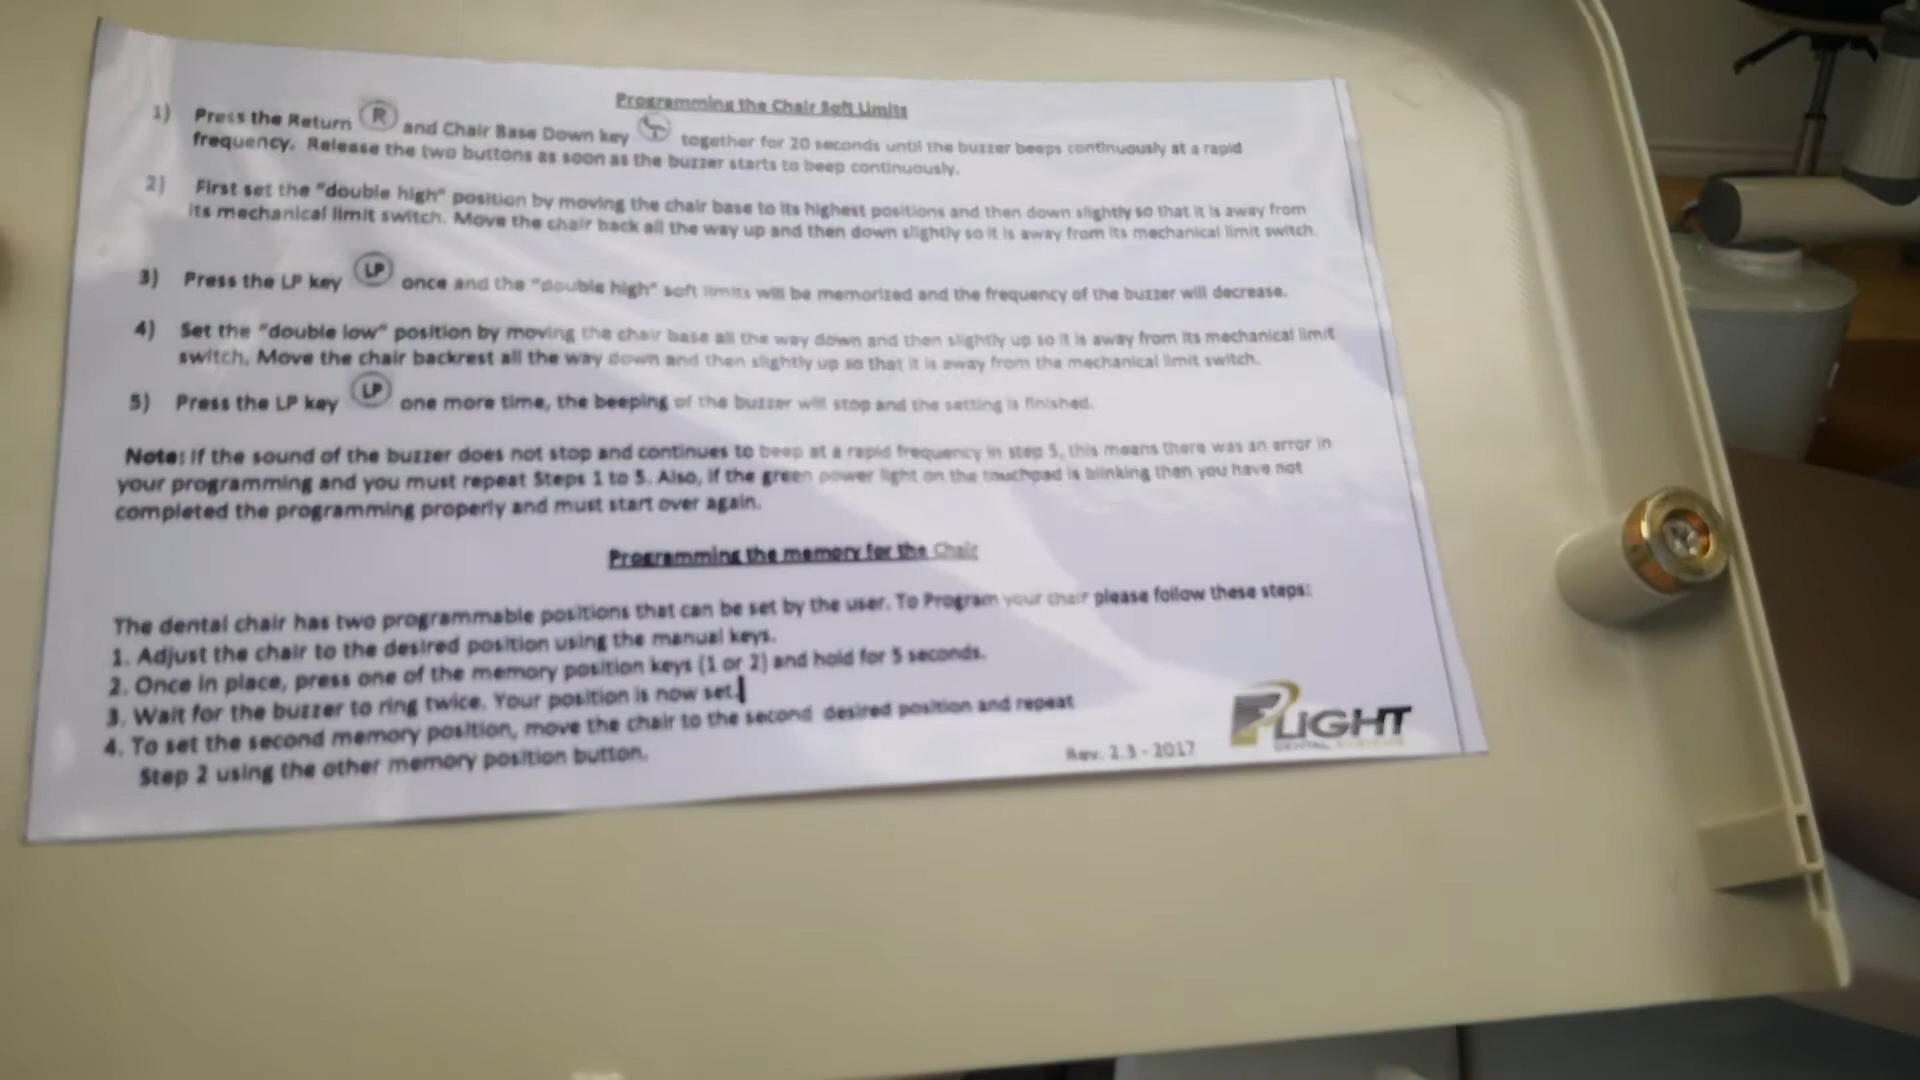 Programming the Chair Soft Limits
1) Press the Return R and Chair Base Down key together for 20 seconds until the buzzer beeps continuously at a rapid
frequency. Release the two buttons as soon as the buzzer starts to beep continuously.
2) First set the "double high" position by moving the chair base to its highest positions and then down slightly so that it is away from
its mechanical limit switch. Move the chair back all the way up and then down slightly so it is away from its mechanical limit switch.
3) Press the LP key LP once and the "double high" soft limits will be memorized and the frequency of the buzzer will decrease.
4) Set the "double low" position by moving the chair base all the way down and then slightly up so it is away from its mechanical limit
switch. Move the chair backrest all the way down and then slightly up so that it is away from the mechanical limit switch.
5) Press the LP key LP one more time, the beeping of the buzzer will stop and the setting is finished.
Note: If the sound of the buzzer does not stop and continues to beep at a rapid frequency in step 5, this means there was an error in
your programming and you must repeat Steps 1 to 5. Also, if the green power light on the touchpad is blinking then you have not
completed the programming properly and must start over again.
Programming the memory for the Chair
The dental chair has two programmable positions that can be set by the user. To Program your chair please follow these steps:
1. Adjust the chair to the desired position using the manual keys.
2. Once in place, press one of the memory position keys (1 or 2) and hold for 5 seconds.
3. Wait for the buzzer to ring twice. Your position is now set.
4. To set the second memory position, move the chair to the second desired position and repeat
Step 2 using the other memory position button.
Rev. 2.3 - 2017
FLIGHT
DENTAL SYSTEMS